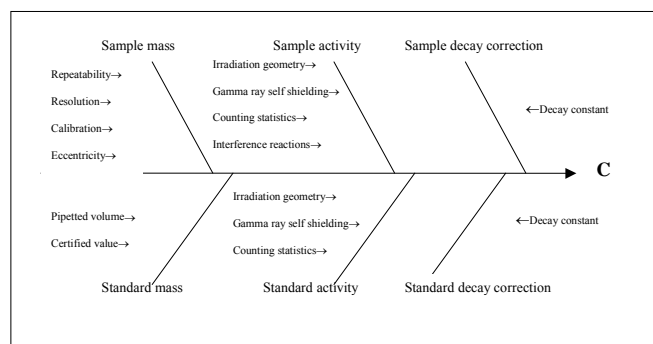 Sample mass
Sample activity
Sample decay correction
Repeatability→
Resolution→
Calibration→
Eccentricity→
Irradiation geometry→
Gamma ray self shielding→
Counting statistics→
Interference reactions→
←Decay constant
C
Pipetted volume→
Certified value→
Irradiation geometry→
Gamma ray self shielding→
Counting statistics→
←Decay constant
Standard mass
Standard activity
Standard decay correction